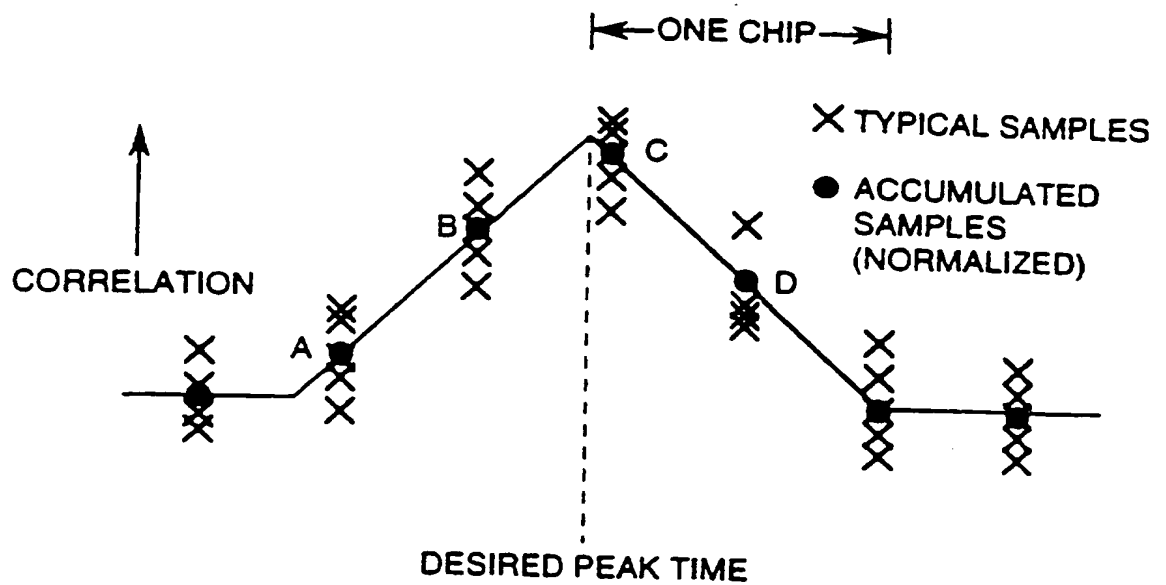 ONE CHIP
TYPICAL SAMPLES
ACCUMULATED
SAMPLES
(NORMALIZED)
C
B
D
CORRELATION
A
DESIRED PEAK TIME